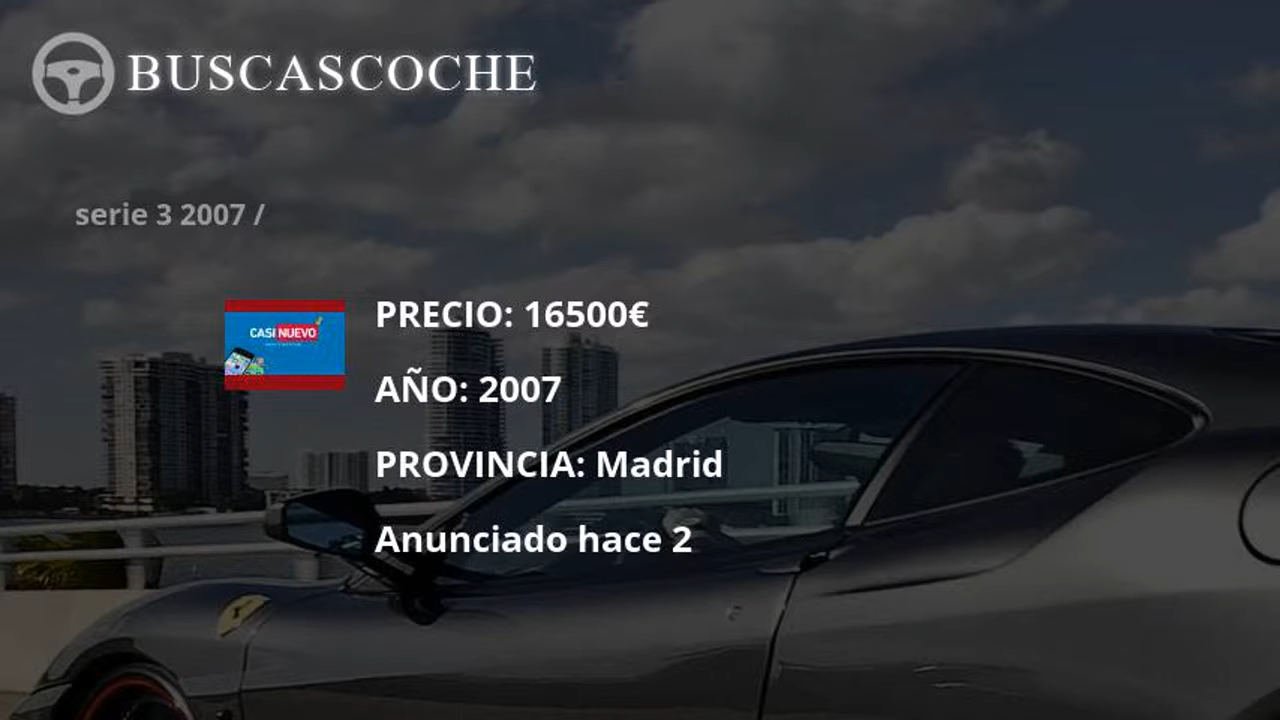 BUSCASCOCHE
serie 3 2007 /
CASI NUEVO
PRECIO: 16500€
AÑO: 2007
PROVINCIA: Madrid
Anunciado hace 2